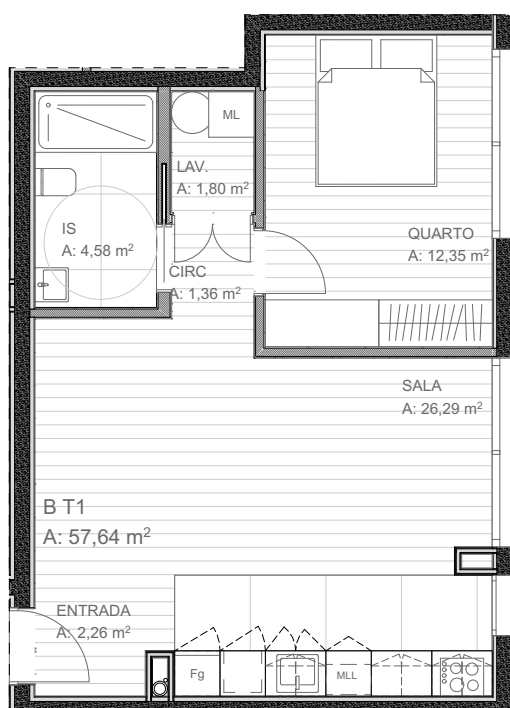 ML
LAV.
A: 1,80 m²
IS
A: 4,58 m²
QUARTO
A: 12,35 m²
CIRC
A: 1,36 m²
SALA
A: 26,29 m²
B T1
A: 57,64 m²
ENTRADA
A: 2,26 m²
Fg
MLL